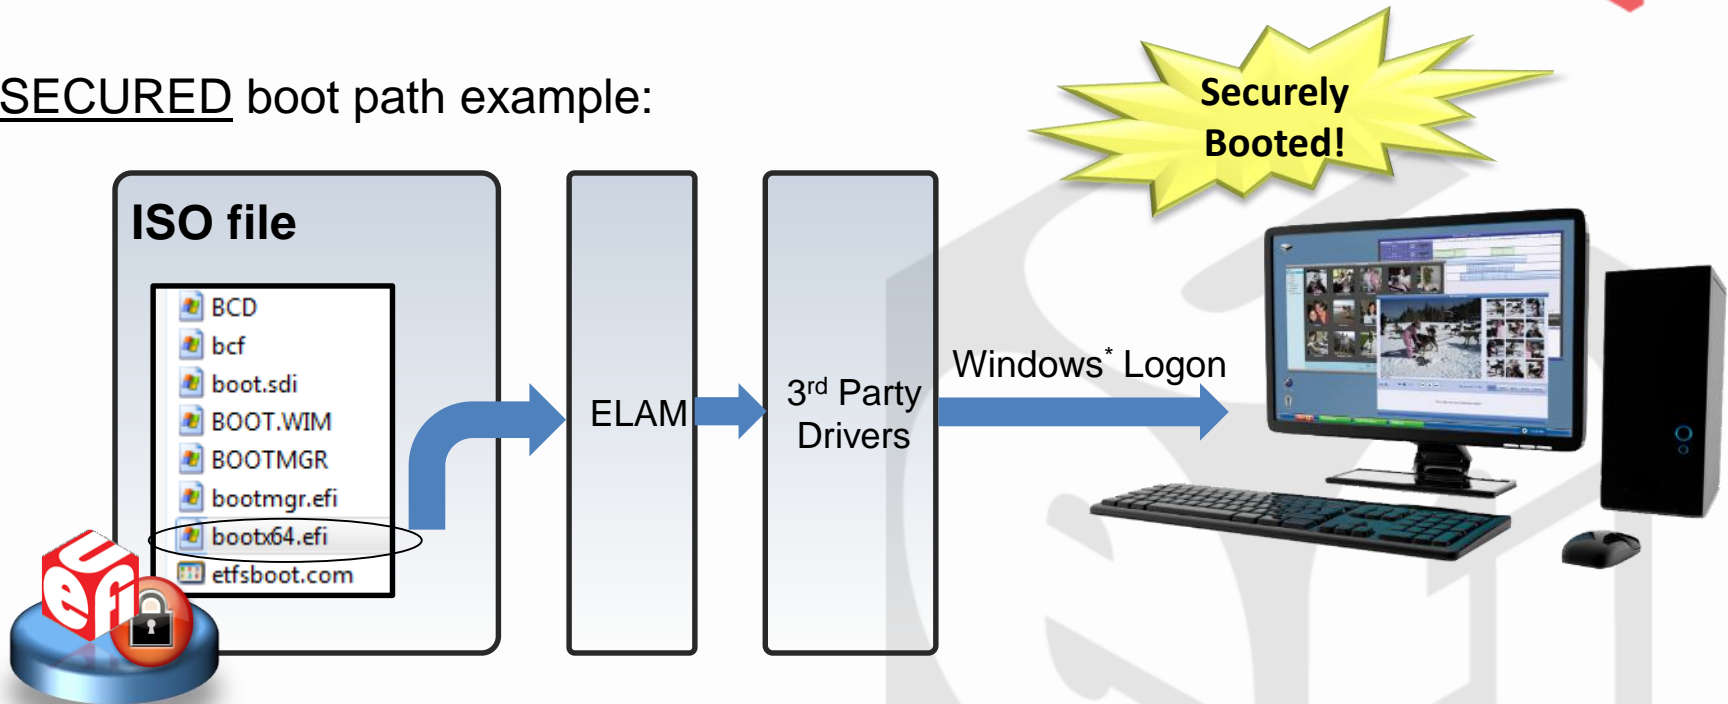 SECURED boot path example:
Securely
Booted!
ISO file
BCD
bcf
boot.sdi
BOOT.WIM
BOOTMGR
bootmgr.efi
bootx64.efi
etfsboot.com
uefi
ELAM
3rd Party
Drivers
Windows* Logon